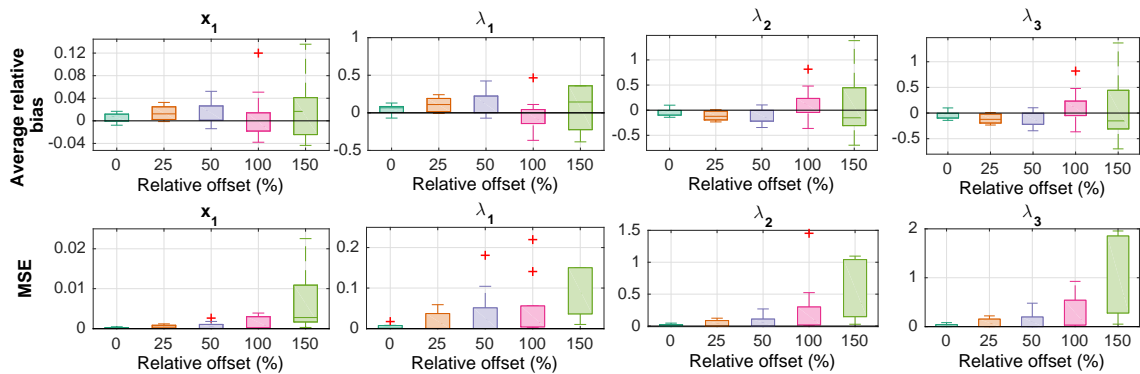 x1
λ1
λ2
λ3
Average relative
bias
0.12
0.08
0.04
0
-0.04
0 25 50 100 150
Relative offset (%)
1
0.5
0
-0.5
0 25 50 100 150
Relative offset (%)
1
0.5
0
-0.5
0 25 50 100 150
Relative offset (%)
1
0.5
0
-0.5
0 25 50 100 150
Relative offset (%)
x1
λ1
λ2
λ3
MSE
0.02
0.01
0
0 25 50 100 150
Relative offset (%)
0.2
0.1
0
0 25 50 100 150
Relative offset (%)
1.5
1
0.5
0
0 25 50 100 150
Relative offset (%)
2
1
0
0 25 50 100 150
Relative offset (%)